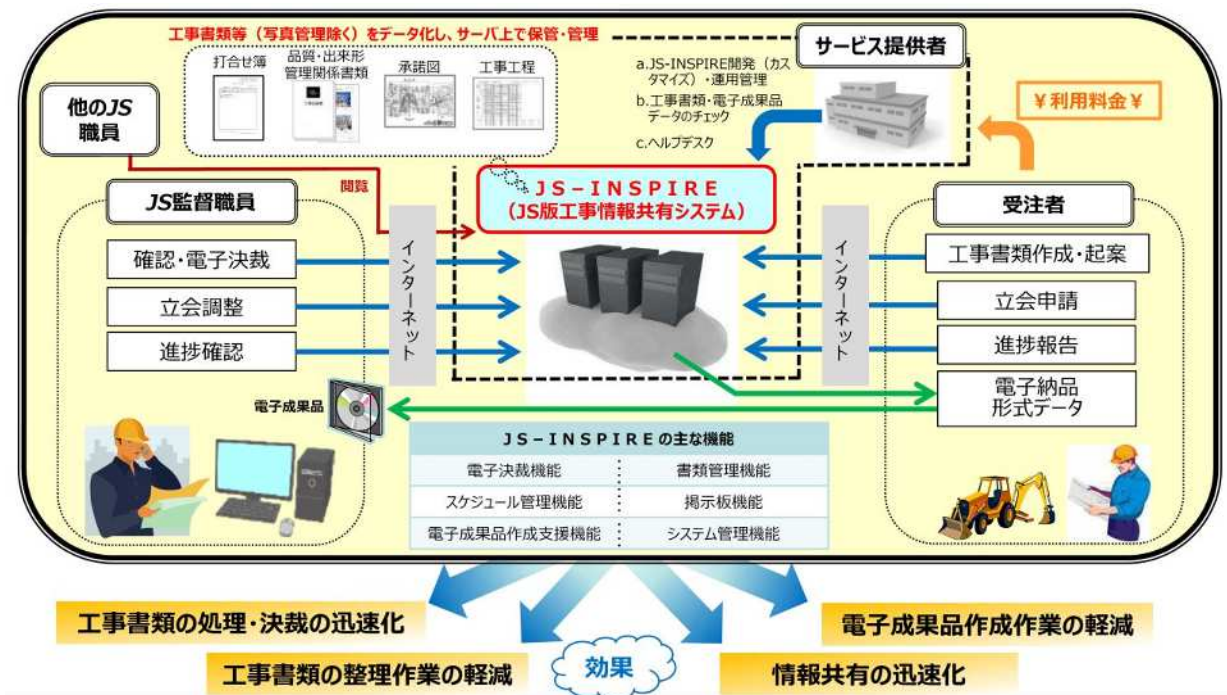 工事書類等（写真管理除く）をデータ化し、サーバ上で保管・管理
打合せ簿
品質・出来形
管理関係書類
承諾図
工事工程
サービス提供者
a.JS-INSPIRE開発（カス
タマイズ）・運用管理
b.工事書類・電子成果品
データのチェック
c.ヘルプデスク
￥利用料金￥
他のJS
職員
閲覧
JS－INSPIRE
（JS版工事情報共有システム）
JS監督職員
確認・電子決裁
立会調整
進捗確認
インターネット
インターネット
受注者
工事書類作成・起案
立会申請
進捗報告
電子納品
形式データ
電子成果品
JS－INSPIREの主な機能
電子決裁機能
書類管理機能
スケジュール管理機能
掲示板機能
電子成果品作成支援機能
システム管理機能
工事書類の処理・決裁の迅速化
電子成果品作成作業の軽減
工事書類の整理作業の軽減
効果
情報共有の迅速化